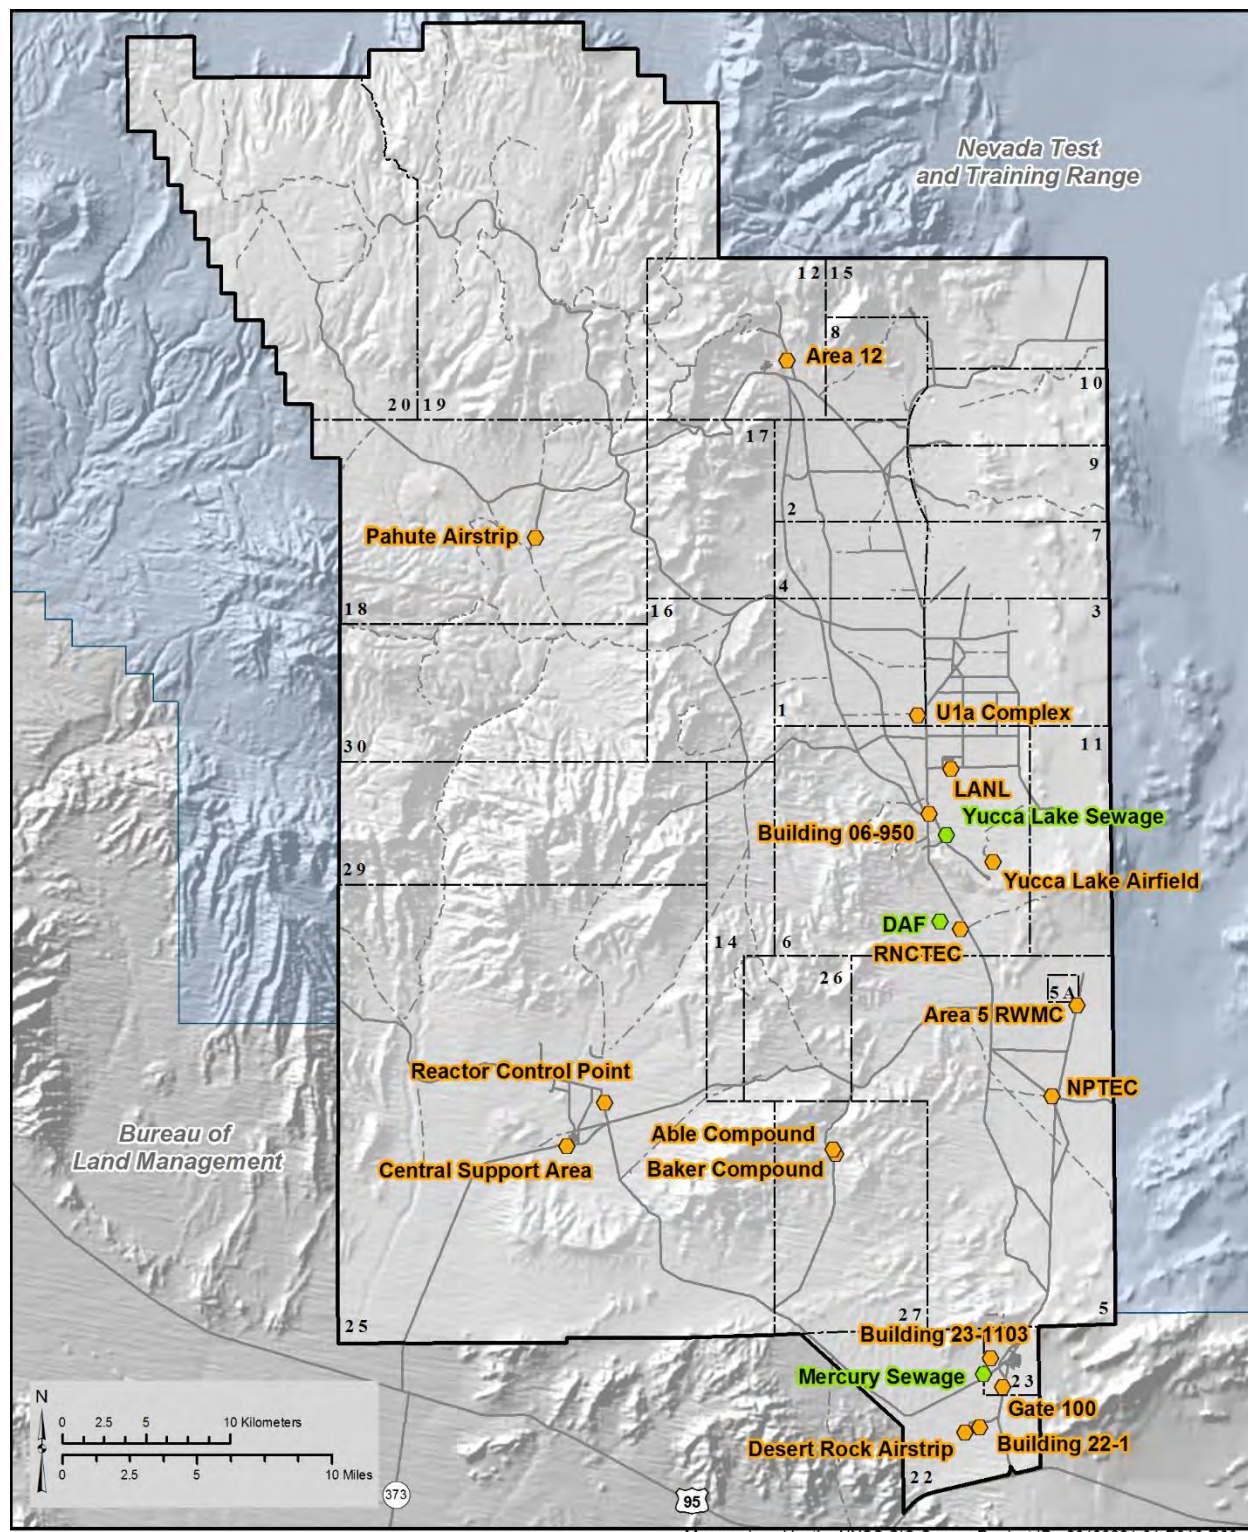 Nevada Test
and Training Range
12
15
8
Area 12
10
20
19
17
9
2
7
Pahute Airstrip
4
18
16
3
1
U1a Complex
30
11
LANL
Yucca Lake Sewage
Building 06-950
29
Yucca Lake Airfield
DAF
14
6
RNCTEC
26
5A
Area 5 RWMC
Reactor Control Point
NPTEC
Bureau of
Land Management
Able Compound
Central Support Area
Baker Compound
25
27
5
Building 23-1103
Mercury Sewage
23
N
Gate 100
0 2.5 5 10 Kilometers
Desert Rock Airstrip
Building 22-1
0 2.5 5 10 Miles
22
373
95